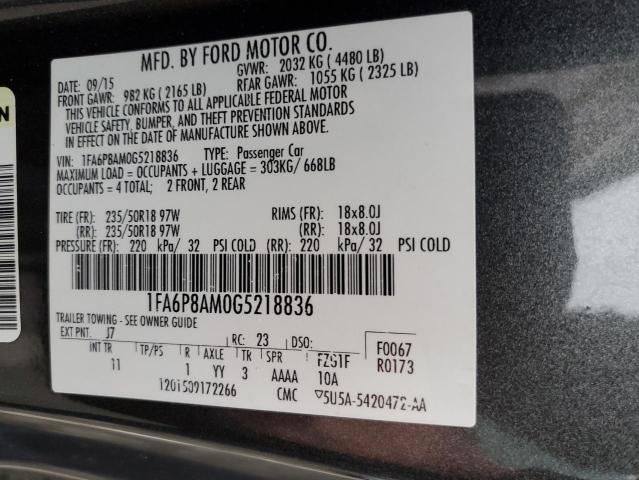 MFD. BY FORD MOTOR CO.
DATE: 09/15 GVWR: 2032 KG ( 4480 LB)
FRONT GAWR: 982 KG ( 2165 LB) REAR GAWR: 1055 KG ( 2325 LB)
THIS VEHICLE CONFORMS TO ALL APPLICABLE FEDERAL MOTOR
VEHICLE SAFETY, BUMPER, AND THEFT PREVENTION STANDARDS
IN EFFECT ON THE DATE OF MANUFACTURE SHOWN ABOVE.
VIN: 1FA6P8AM0G5218836 TYPE: Passenger Car
MAXIMUM LOAD = OCCUPANTS + LUGGAGE = 303KG/ 668LB
OCCUPANTS = 4 TOTAL; 2 FRONT, 2 REAR
TIRE (FR): 235/50R18 97W RIMS (FR): 18x8.0J
(RR): 235/50R18 97W (RR): 18x8.0J
PRESSURE (FR): 220 kPa/ 32 PSI COLD (RR): 220 kPa/ 32 PSI COLD
1FA6P8AM0G5218836
TRAILER TOWING - SEE OWNER GUIDE
EXT PNT: J7 RC: 23 DSO: F0067
INT TR TP/PS R AXLE TR SPR R0173
11 1 YY 3 AAAA 10A
1201509172266 CMC ▽5U5A-5420472-AA